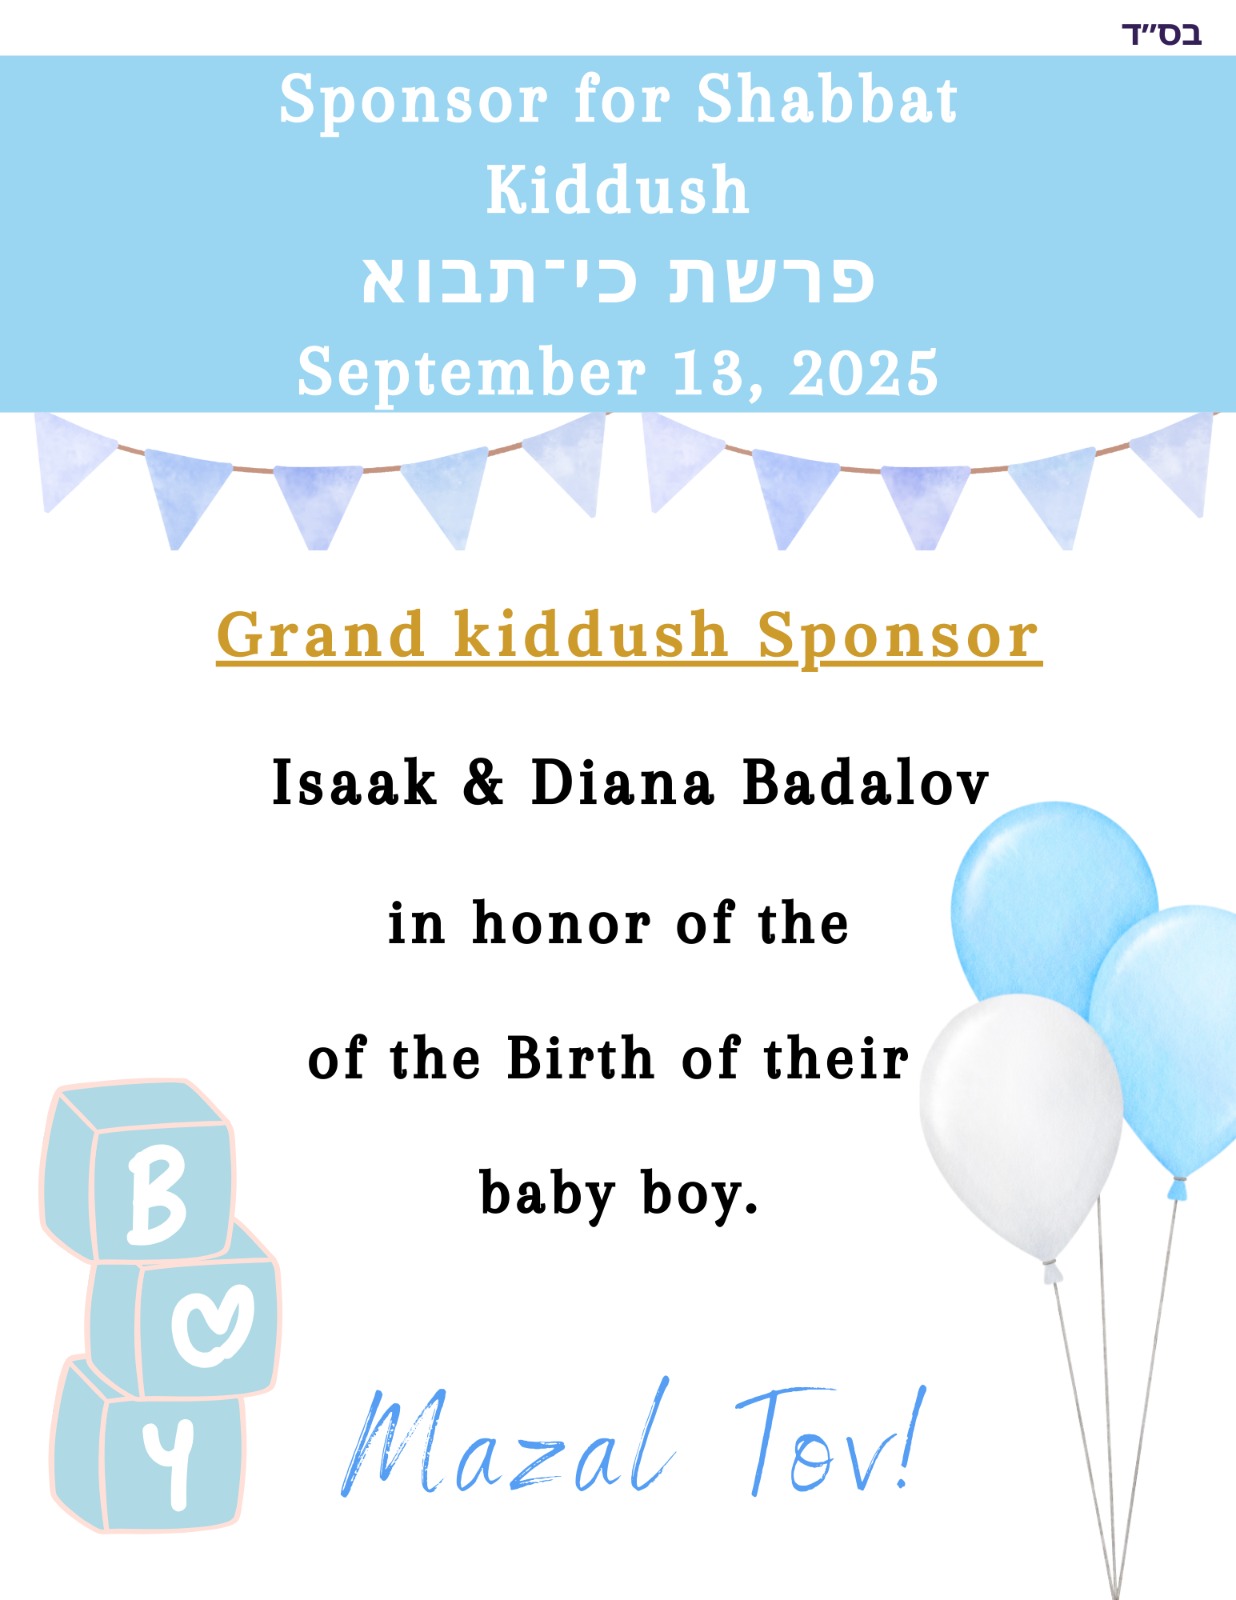 בס״ד
Sponsor for Shabbat
Kiddush
פרשת כי־תבוא
September 13, 2025
Grand kiddush Sponsor
Isaak & Diana Badalov
in honor of the
of the Birth of their
baby boy.
B
Y
Mazal Tov!